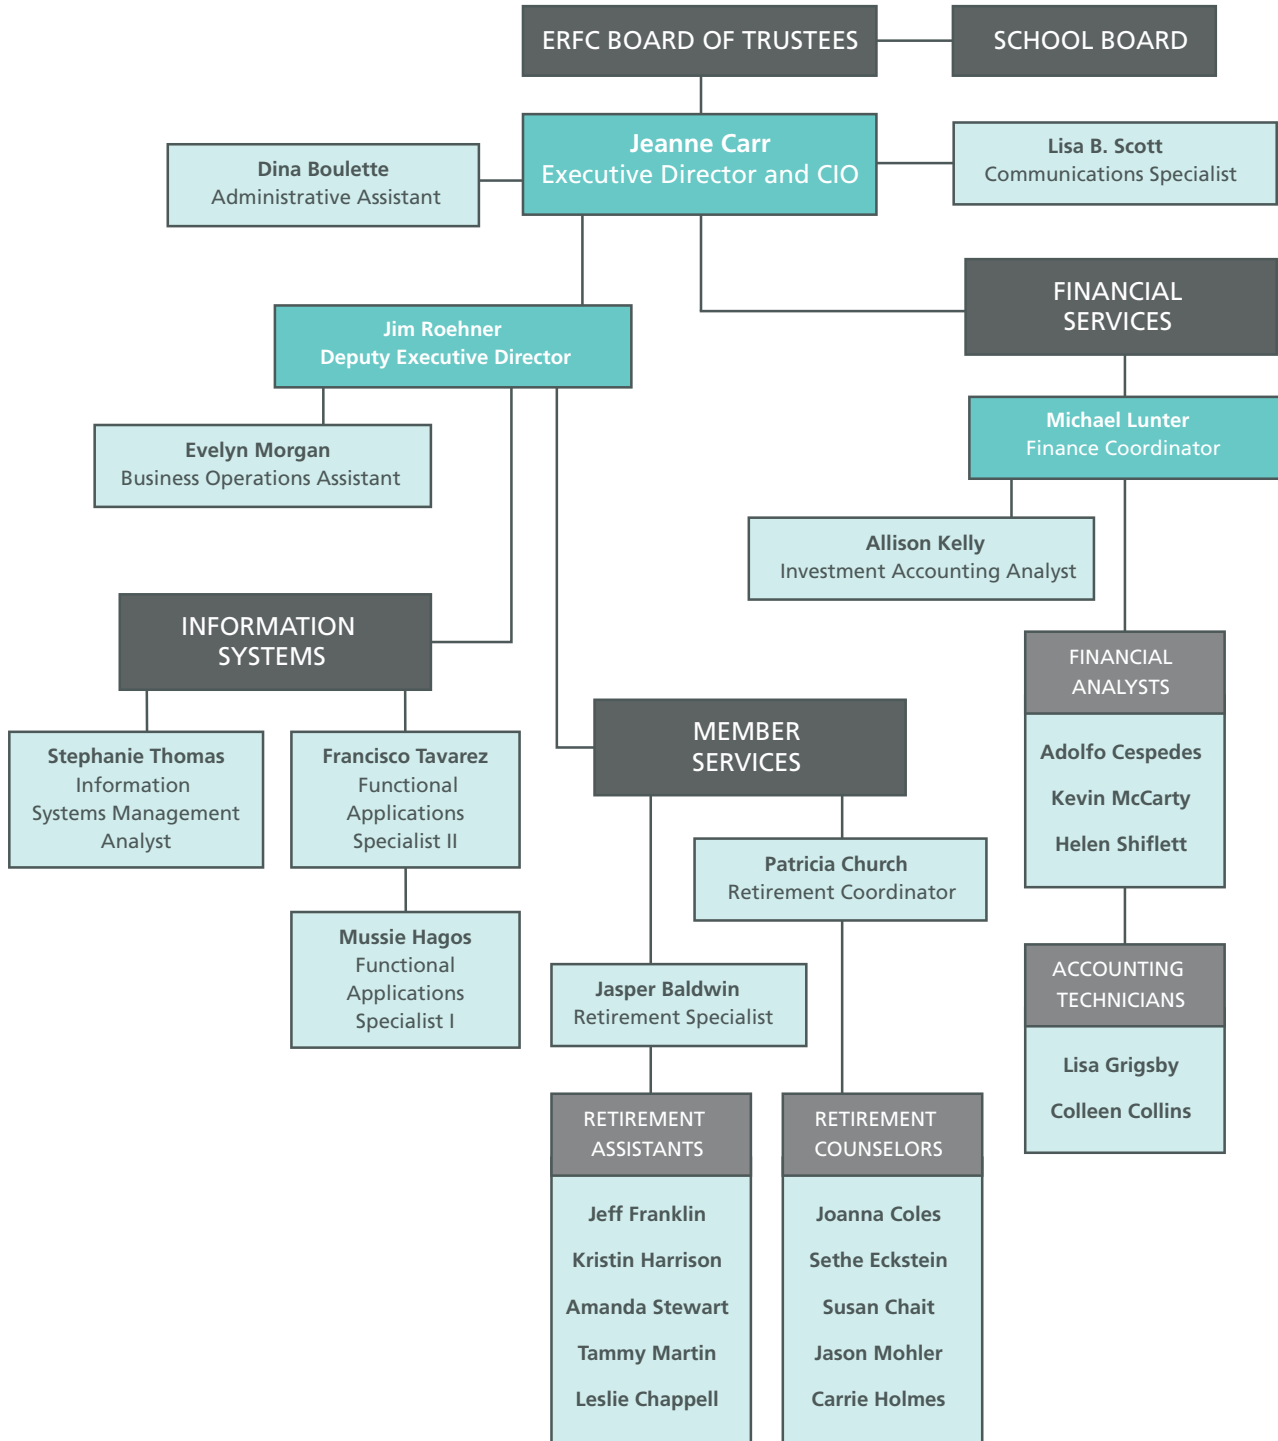 ERFC BOARD OF TRUSTEES
SCHOOL BOARD
Jeanne Carr
Executive Director and CIO
Dina Boulette
Administrative Assistant
Lisa B. Scott
Communications Specialist
FINANCIAL
SERVICES
Jim Roehner
Deputy Executive Director
Michael Lunter
Finance Coordinator
Evelyn Morgan
Business Operations Assistant
Allison Kelly
Investment Accounting Analyst
INFORMATION
SYSTEMS
FINANCIAL
ANALYSTS
Adolfo Cespedes
Kevin McCarty
Helen Shiflett
Stephanie Thomas
Information
Systems Management
Analyst
Francisco Tavarez
Functional
Applications
Specialist II
MEMBER
SERVICES
Patricia Church
Retirement Coordinator
Mussie Hagos
Functional
Applications
Specialist I
Jasper Baldwin
Retirement Specialist
ACCOUNTING
TECHNICIANS
Lisa Grigsby
Colleen Collins
RETIREMENT
ASSISTANTS
Jeff Franklin
Kristin Harrison
Amanda Stewart
Tammy Martin
Leslie Chappell
RETIREMENT
COUNSELORS
Joanna Coles
Sethe Eckstein
Susan Chait
Jason Mohler
Carrie Holmes